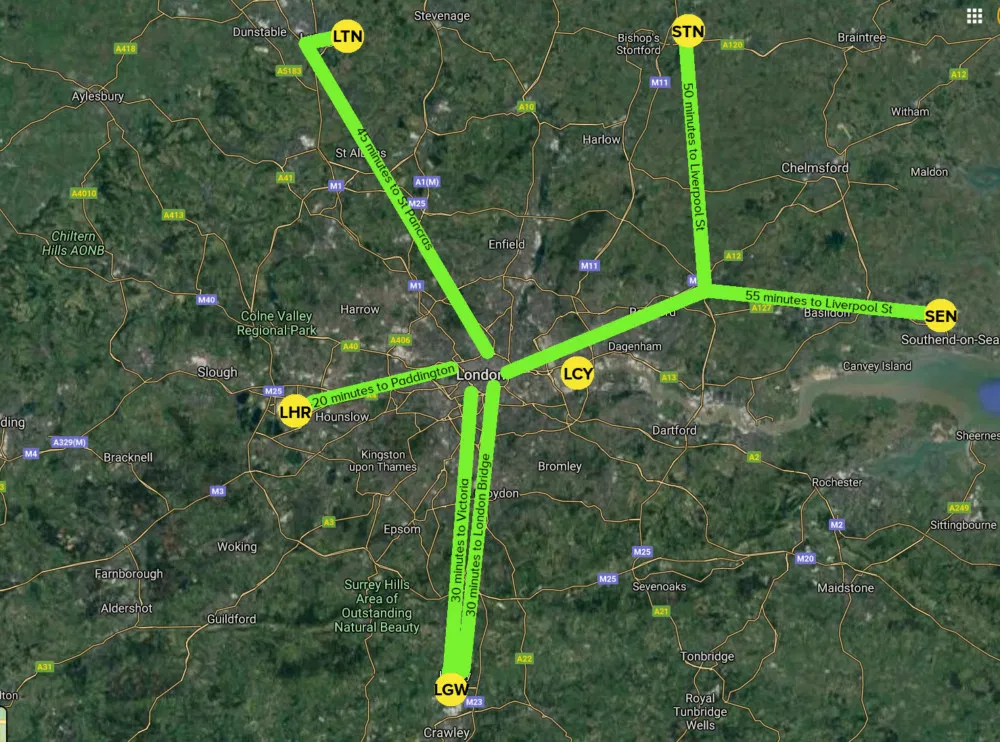 Stevenage
Dunstable
LTN
STN
Bishop's
Stortford
A120
Braintree
A418
A5183
M11
A12
Aylesbury
A10
Witham
45 minutes to St Pancras
50 minutes to Liverpool St
Harlow
St Albans
Chelmsford
Maldon
A41
M1
A1(M)
A4010
M25
A413
Chiltern
Hills AONB
Enfield
A12
M11
M1
M40
55 minutes to Liverpool St
SEN
Harrow
Colne Valley
Regional Park
A127
Basildon
Southend-on-Sea
A406
A40
Dagenham
Canvey Island
Slough
20 minutes to Paddington
London
LCY
A13
M25
LHR
Hounslow
ding
A329(M)
M4
Dartford
Sheerness
Bracknell
Kingston
upon Thames
Bromley
A2
Rochester
M3
30 minutes to Victoria
30 minutes to London Bridge
oydon
A249
A3
Epsom
M2
Sittingbourne
Woking
M25
M20
Farnborough
M25
Sevenoaks
Maidstone
Surrey Hills
Area of
Outstanding
Natural Beauty
Aldershot
Guildford
A21
A31
A22
Tonbridge
LGW
M23
lton
Royal
Tunbridge
Wells
Crawley